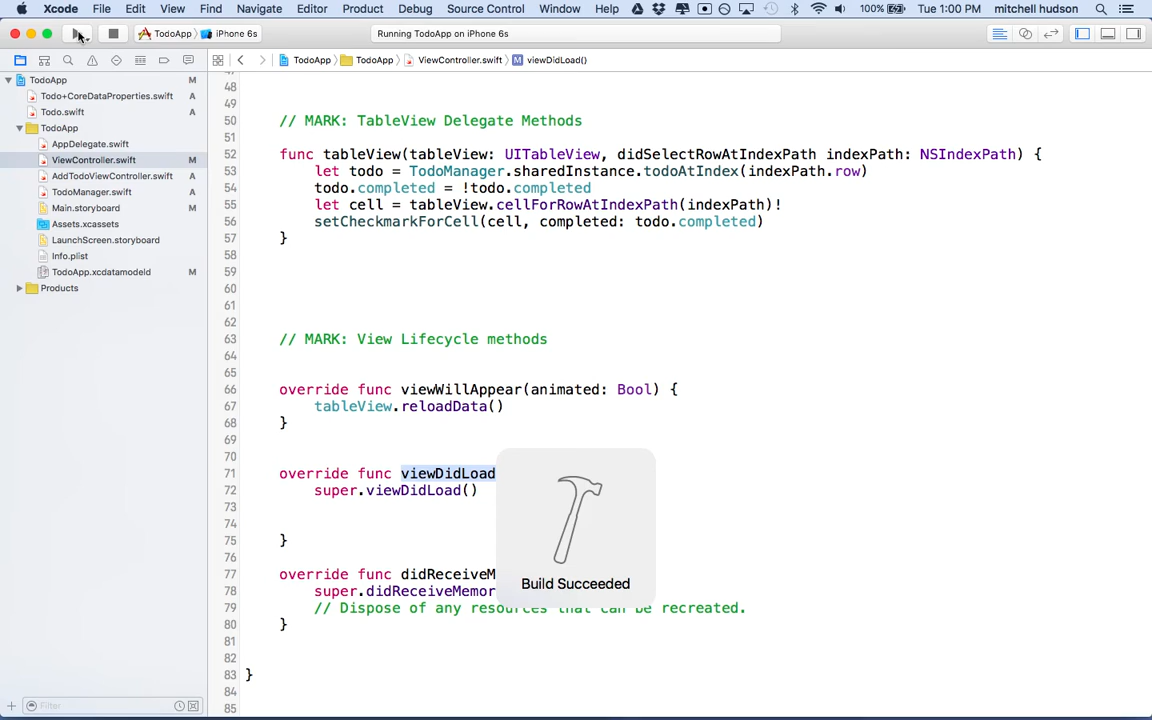 Xcode File Edit View Find Navigate Editor Product Debug Source Control Window Help 100% Tue 1:00 PM mitchell hudson
TodoApp iPhone 6s Running TodoApp on iPhone 6s
TodoApp TodoApp ViewController.swift M viewDidLoad()
TodoApp M
Todo+CoreDataProperties.swift A
Todo.swift A
TodoApp
AppDelegate.swift
ViewController.swift M
AddTodoViewController.swift M
TodoManager.swift M
Main.storyboard M
Assets.xcassets
LaunchScreen.storyboard
Info.plist
TodoApp.xcdatamodeld M
Products
Filter
48
49
50 // MARK: TableView Delegate Methods
51
52 func tableView(tableView: UITableView, didSelectRowAtIndexPath indexPath: NSIndexPath) {
53 let todo = TodoManager.sharedInstance.todoAtIndex(indexPath.row)
54 todo.completed = !todo.completed
55 let cell = tableView.cellForRowAtIndexPath(indexPath)!
56 setCheckmarkForCell(cell, completed: todo.completed)
57 }
58
59
60
61
62
63 // MARK: View Lifecycle methods
64
65
66 override func viewWillAppear(animated: Bool) {
67 tableView.reloadData()
68 }
69
70
71 override func viewDidLoad
72 super.viewDidLoad()
73
74
75 }
76
77 override func didReceiveM
78 super.didReceiveMemor
79 // Dispose of any resources that can be recreated.
80 }
81
82
83 }
84
85
Build Succeeded